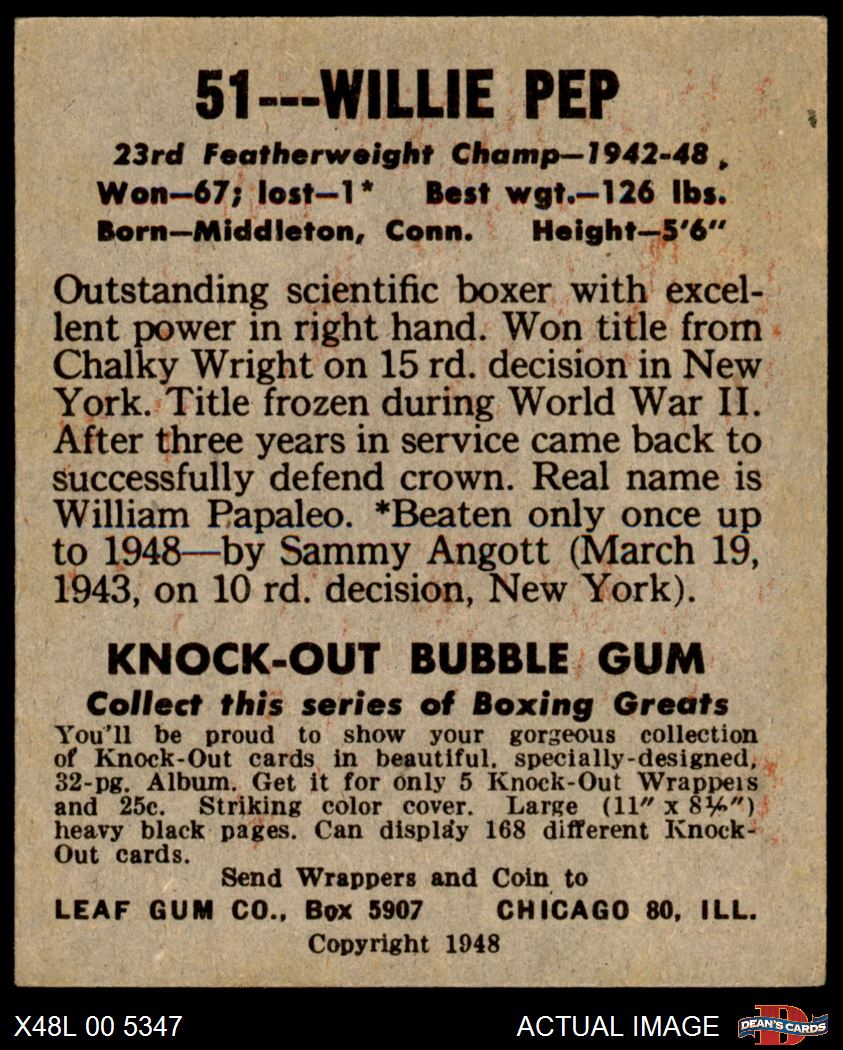 51---WILLIE PEP
23rd Featherweight Champ—1942-48.
Won—67; lost—1* Best wgt.—126 lbs.
Born—Middleton, Conn. Height—5'6"
Outstanding scientific boxer with excel-
lent power in right hand. Won title from
Chalky Wright on 15 rd. decision in New
York. Title frozen during World War II.
After three years in service came back to
successfully defend crown. Real name is
William Papaleo. *Beaten only once up
to 1948—by Sammy Angott (March 19,
1943, on 10 rd. decision, New York).
KNOCK-OUT BUBBLE GUM
Collect this series of Boxing Greats
You'll be proud to show your gorgeous collection
of Knock-Out cards in beautiful, specially-designed,
32-pg. Album. Get it for only 5 Knock-Out Wrappers
and 25c. Striking color cover. Large (11" x
heavy black pages. Can display 168 different Knock-
Out cards.
Send Wrappers and Coin to
LEAF GUM CO., Box 5907 CHICAGO 80, ILL.
Copyright 1948
X48L 00 5347 ACTUAL IMAGE DEAN'S CARDS